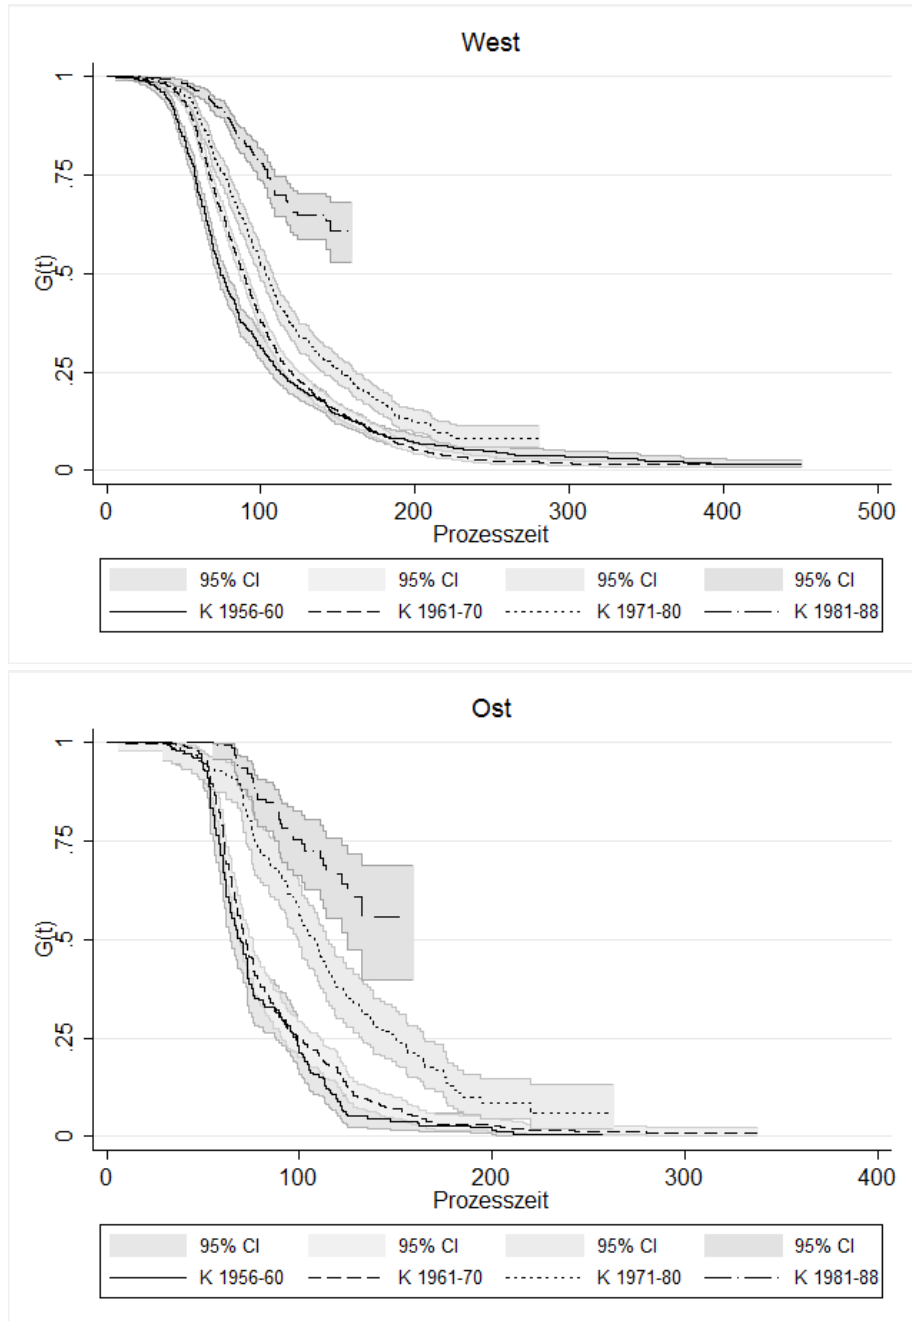 West
1
.75
.5
.25
0
G(t)
0 100 200 300 400 500
Prozesszeit
95% CI 95% CI 95% CI 95% CI
K 1956-60 K 1961-70 K 1971-80 K 1981-88
Ost
1
.75
.5
.25
0
G(t)
0 100 200 300 400
Prozesszeit
95% CI 95% CI 95% CI 95% CI
K 1956-60 K 1961-70 K 1971-80 K 1981-88